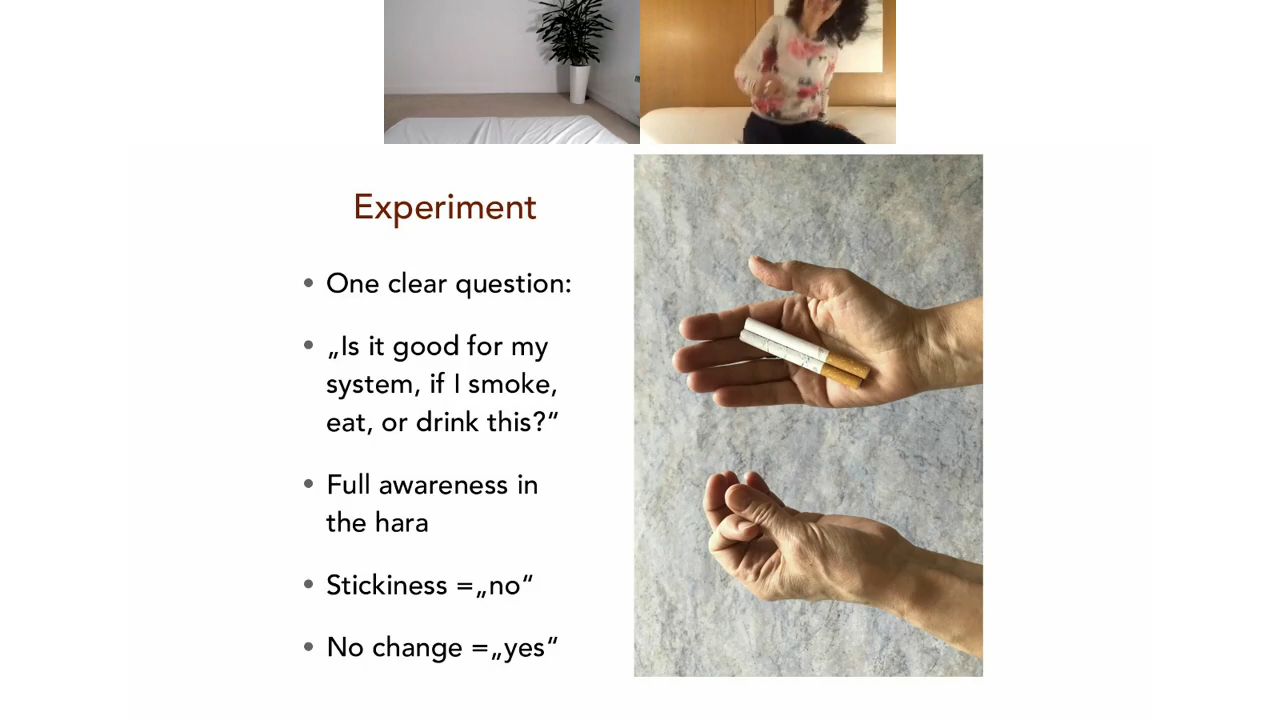 Experiment
• One clear question:
• „Is it good for my
system, if I smoke,
eat, or drink this?”
• Full awareness in
the hara
• Stickiness =„no“
• No change =„yes“